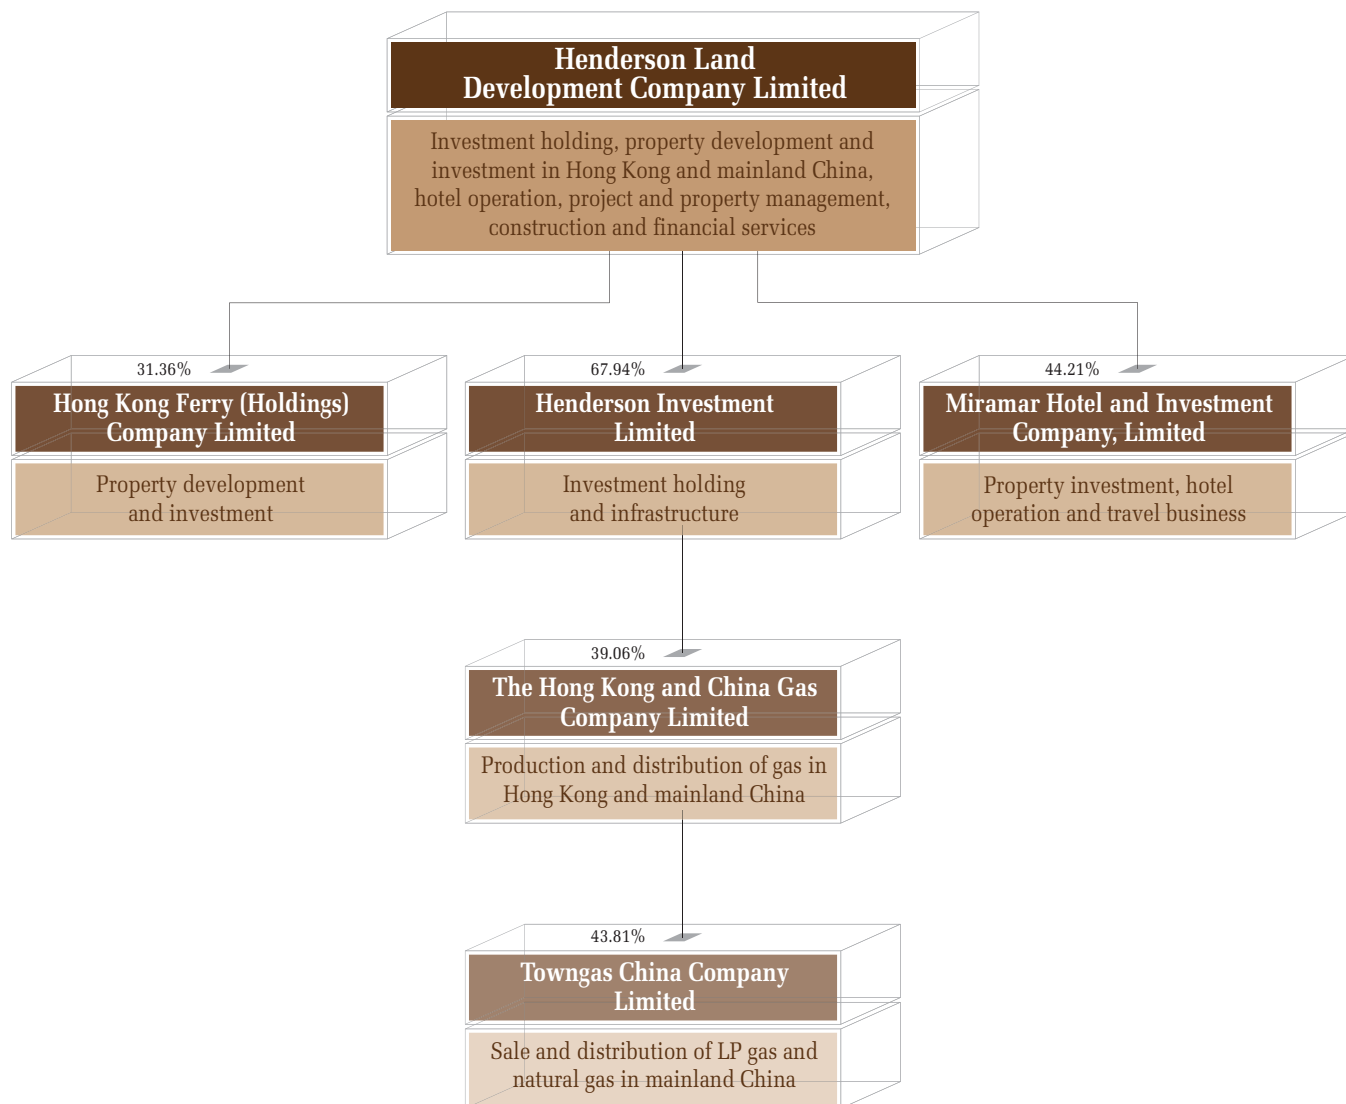 Henderson Land
Development Company Limited
Investment holding, property development and
investment in Hong Kong and mainland China,
hotel operation, project and property management,
construction and financial services
31.36%
Hong Kong Ferry (Holdings)
Company Limited
Property development
and investment
67.94%
Henderson Investment
Limited
Investment holding
and infrastructure
44.21%
Miramar Hotel and Investment
Company, Limited
Property investment, hotel
operation and travel business
39.06%
The Hong Kong and China Gas
Company Limited
Production and distribution of gas in
Hong Kong and mainland China
43.81%
Towngas China Company
Limited
Sale and distribution of LP gas and
natural gas in mainland China